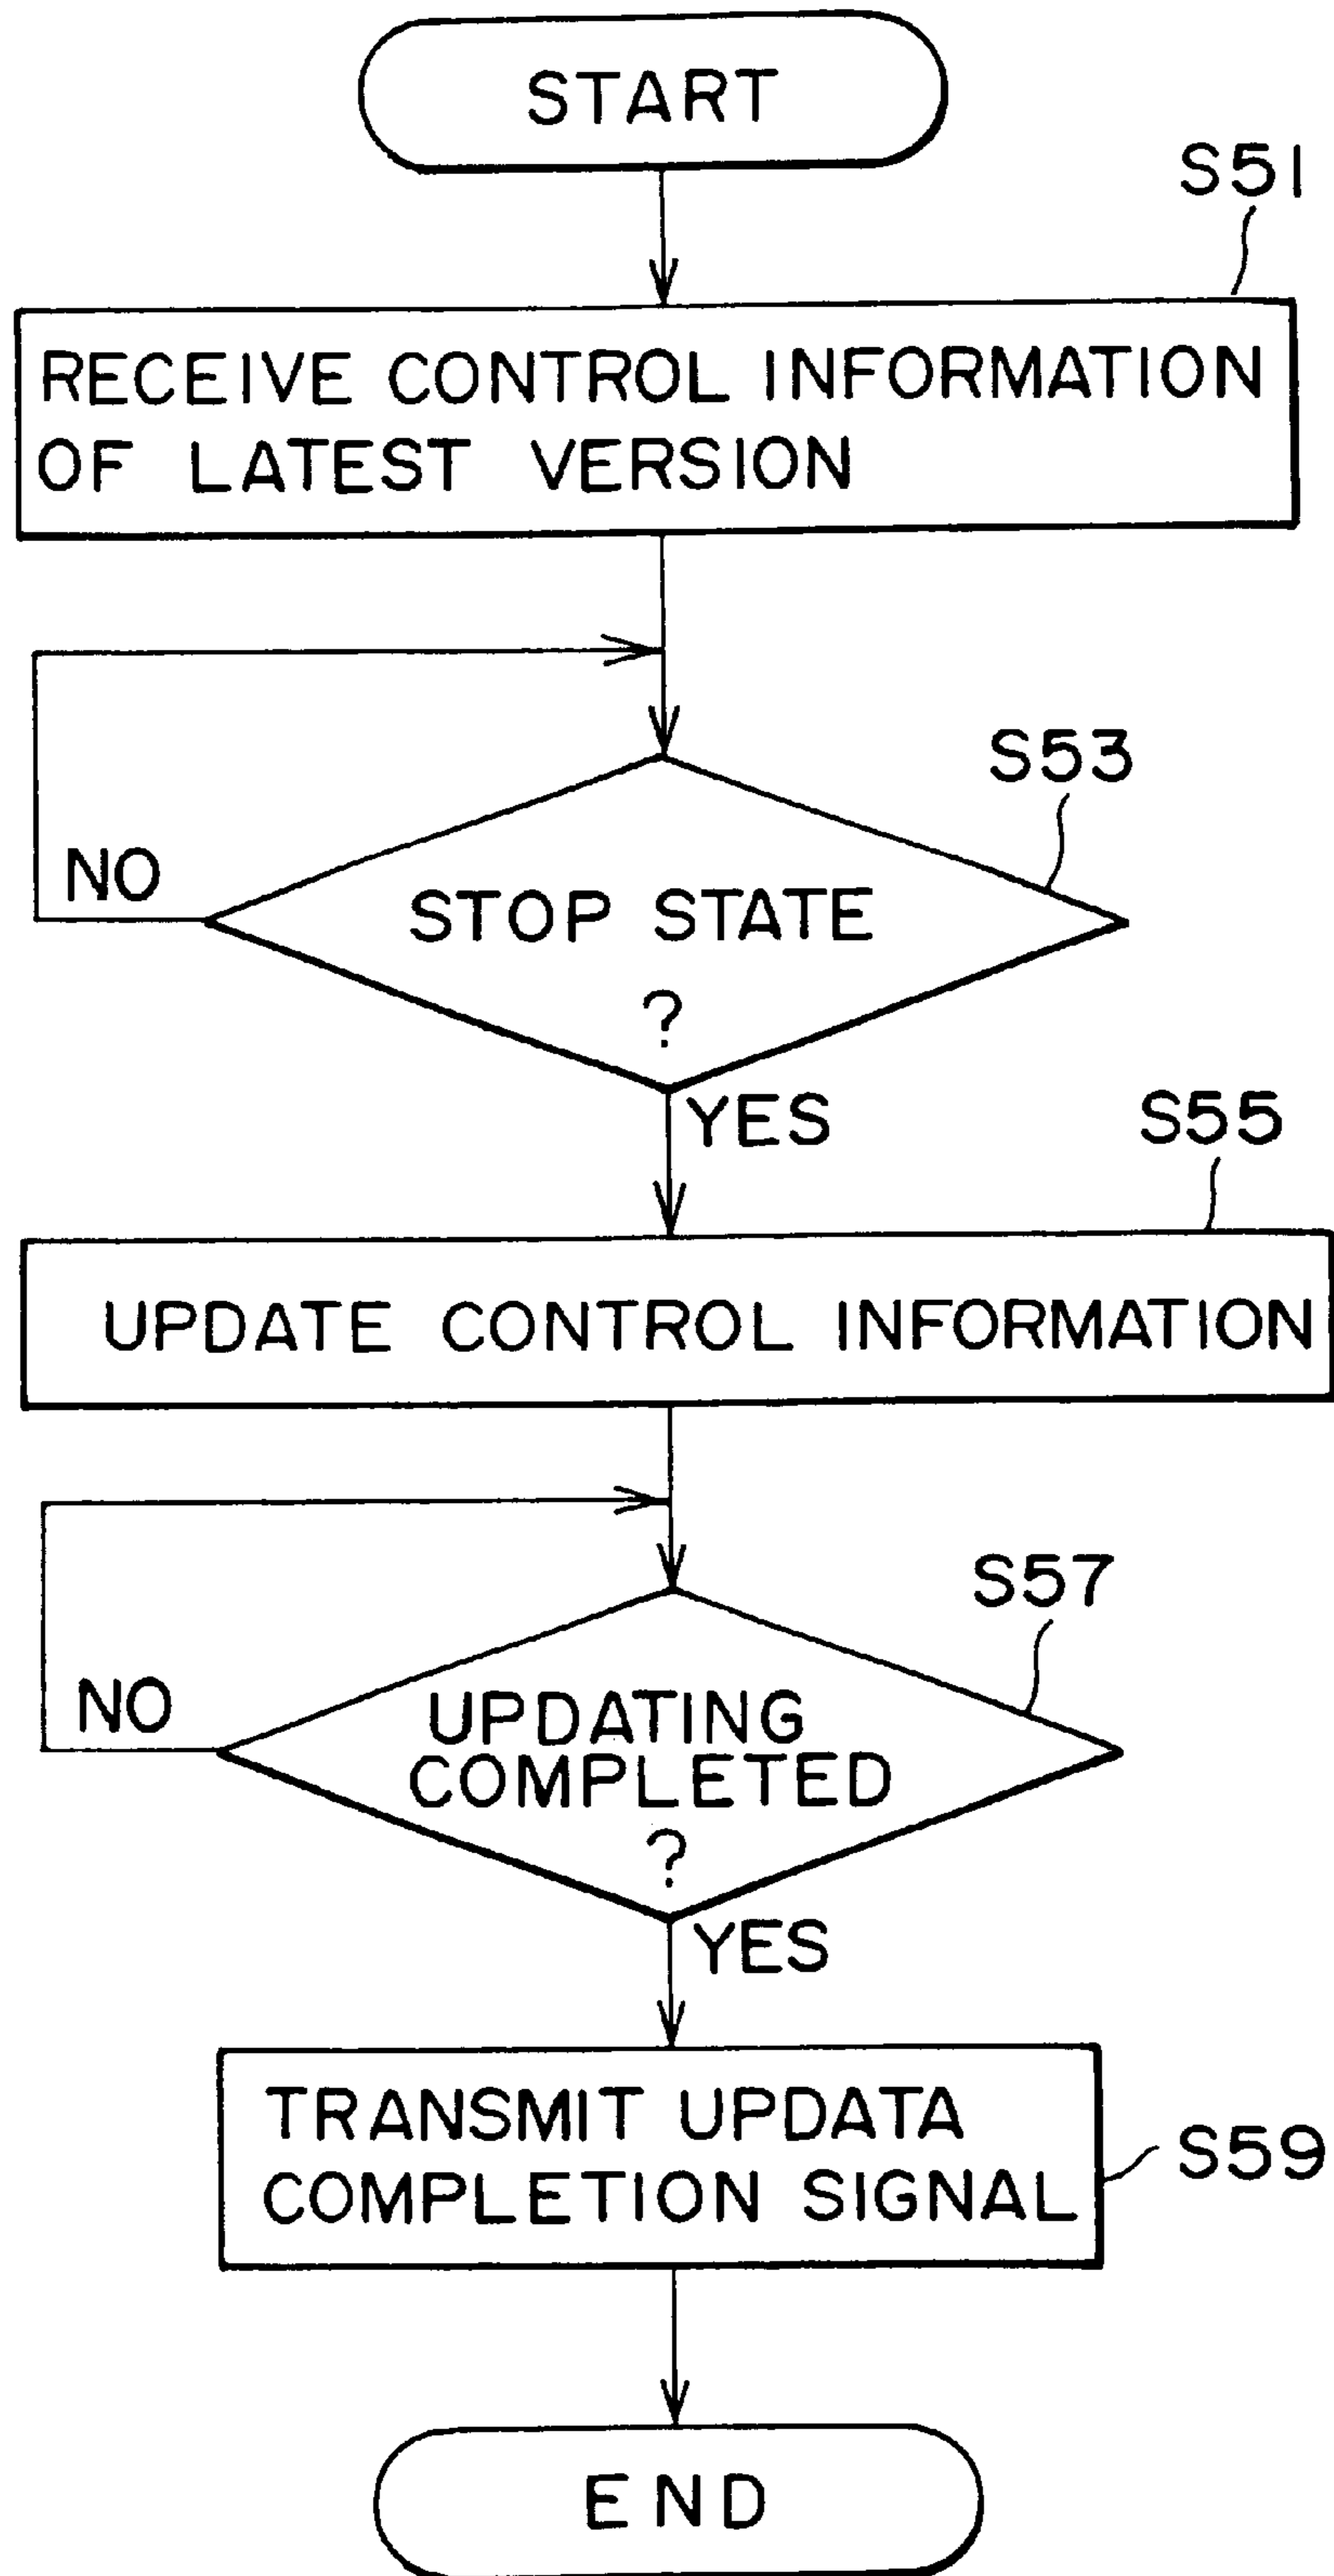 START
S51
RECEIVE CONTROL INFORMATION
OF LATEST VERSION
S53
NO
STOP STATE
?
YES
S55
UPDATE CONTROL INFORMATION
S57
NO
UPDATING
COMPLETED
?
YES
TRANSMIT UPDATA
COMPLETION SIGNAL
S59
END